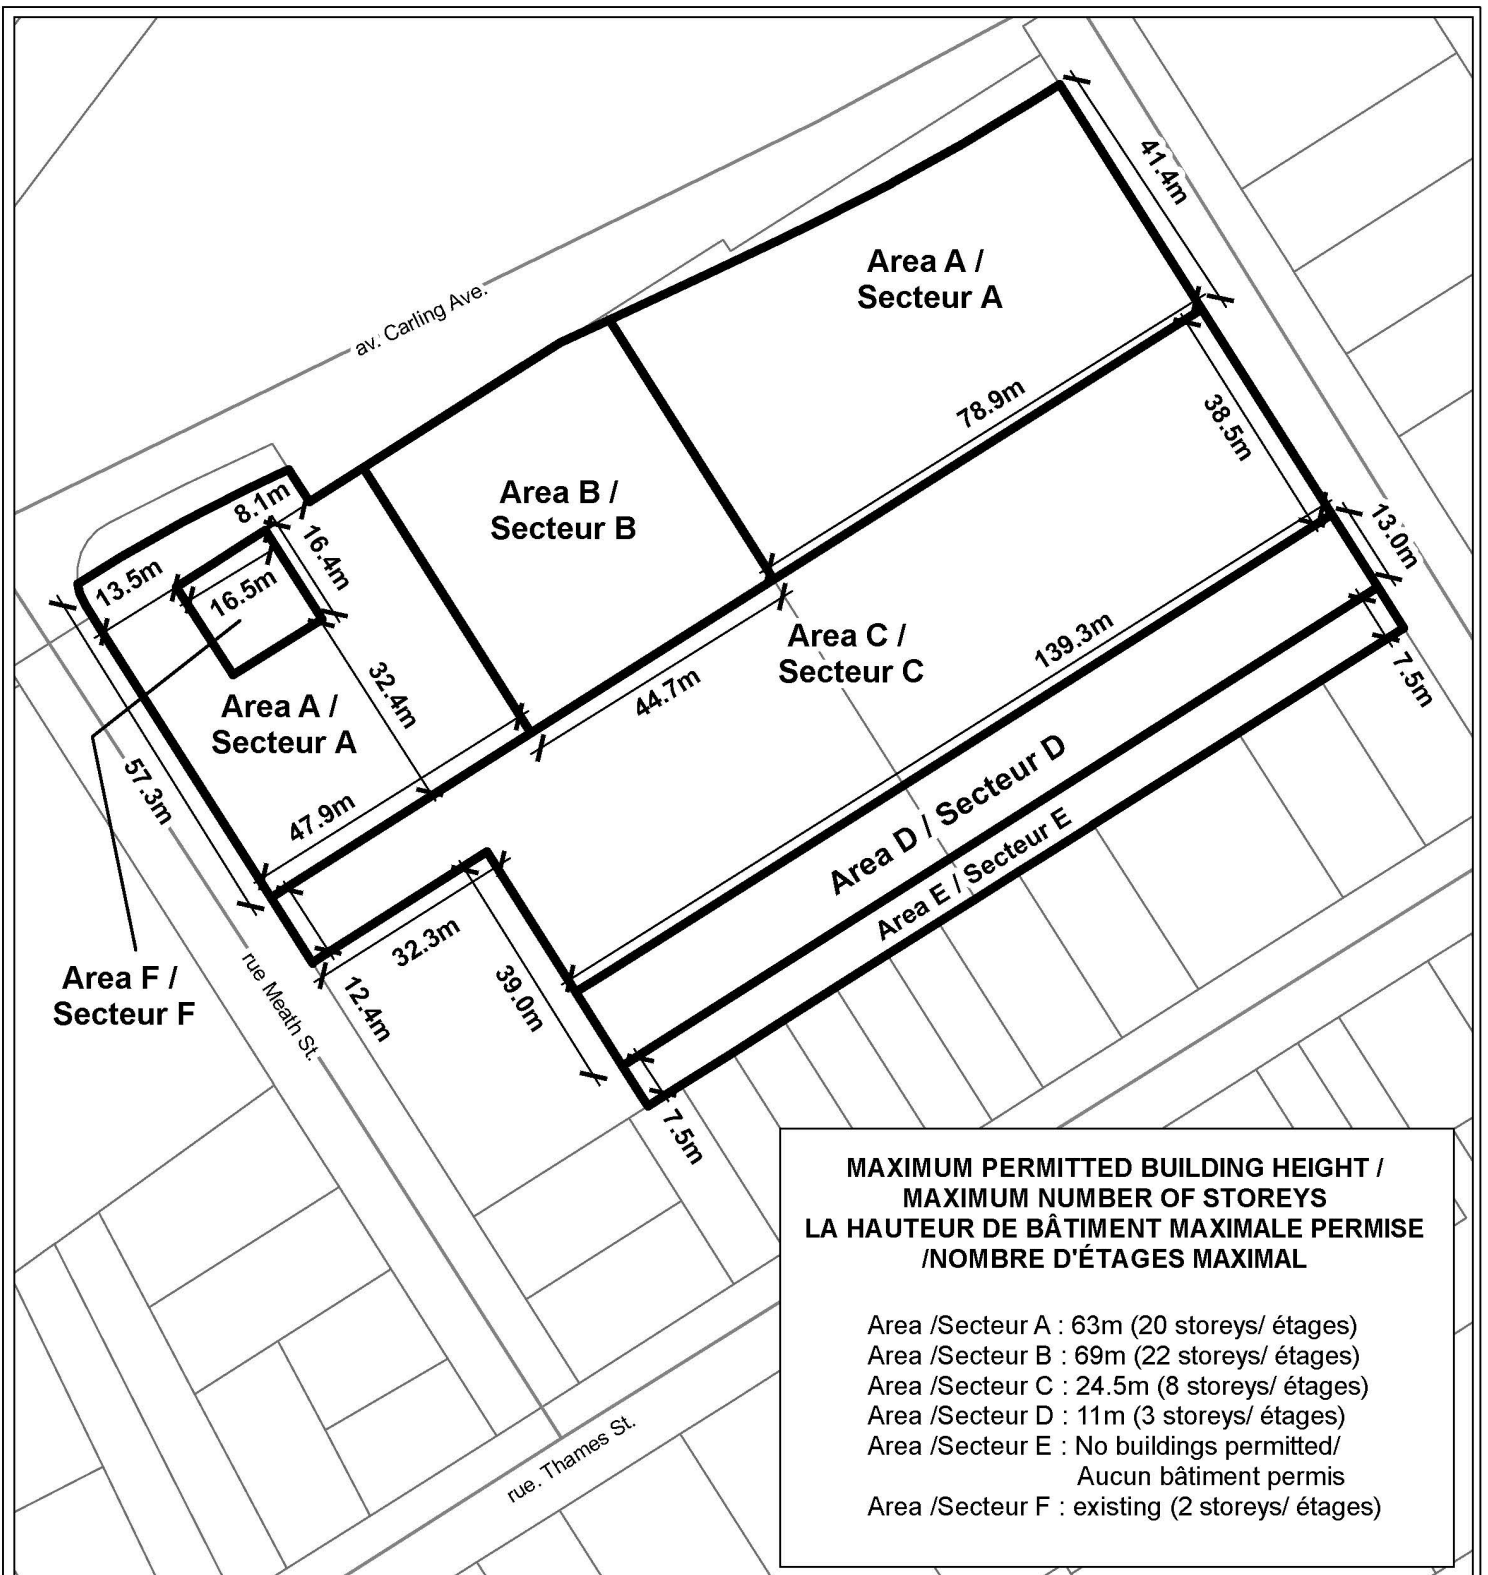 41.4m
Area A /
Secteur A
av. Carling Ave.
78.9m
38.5m
Area B /
Secteur B
8.1m
16.4m
13.0m
13.5m
16.5m
Area C /
Secteur C
139.3m
7.5m
32.4m
44.7m
Area A /
Secteur A
57.3m
47.9m
Area D / Secteur D
Area E / Secteur E
32.3m
Area F /
Secteur F
rue Meath St.
12.4m
39.0m
7.5m
MAXIMUM PERMITTED BUILDING HEIGHT /
MAXIMUM NUMBER OF STOREYS
LA HAUTEUR DE BÂTIMENT MAXIMALE PERMISE
/NOMBRE D'ÉTAGES MAXIMAL
Area /Secteur A : 63m (20 storeys/ étages)
Area /Secteur B : 69m (22 storeys/ étages)
Area /Secteur C : 24.5m (8 storeys/ étages)
Area /Secteur D : 11m (3 storeys/ étages)
Area /Secteur E : No buildings permitted/
Aucun bâtiment permis
Area /Secteur F : existing (2 storeys/ étages)
rue. Thames St.